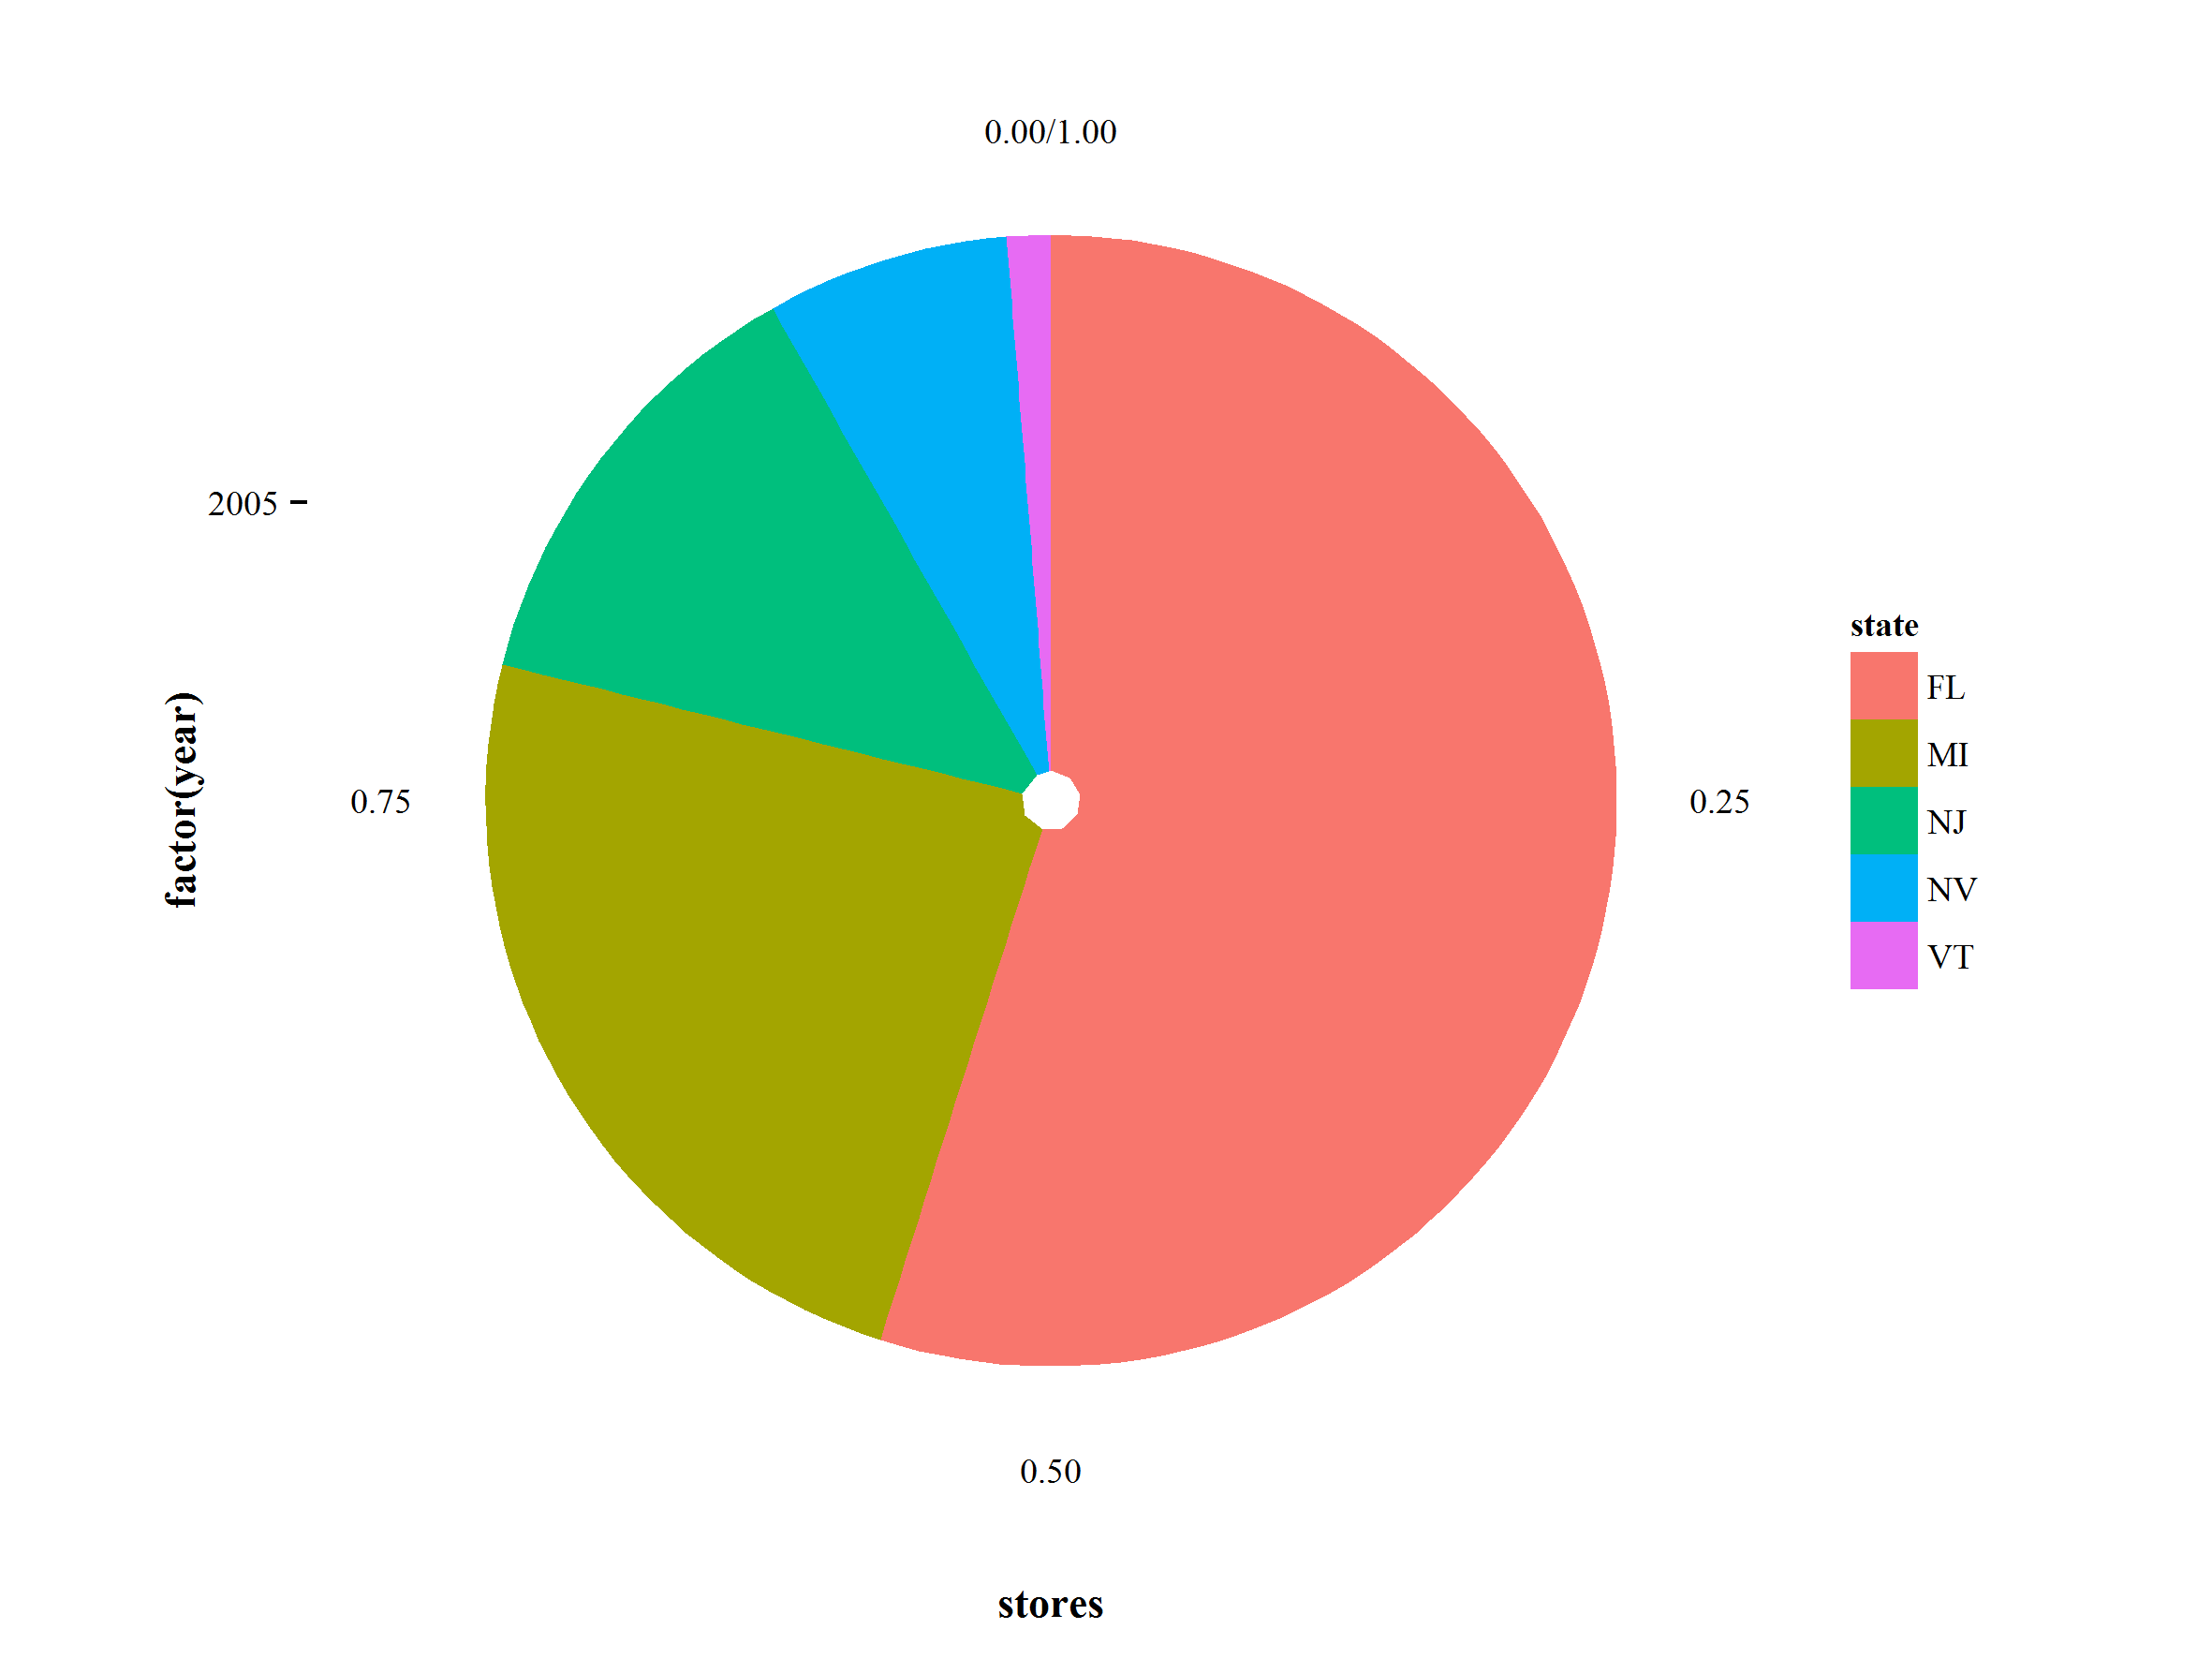 0.00/1.00
2005
factor(year)
0.75
0.25
0.50
stores
state
FL
MI
NJ
NV
VT